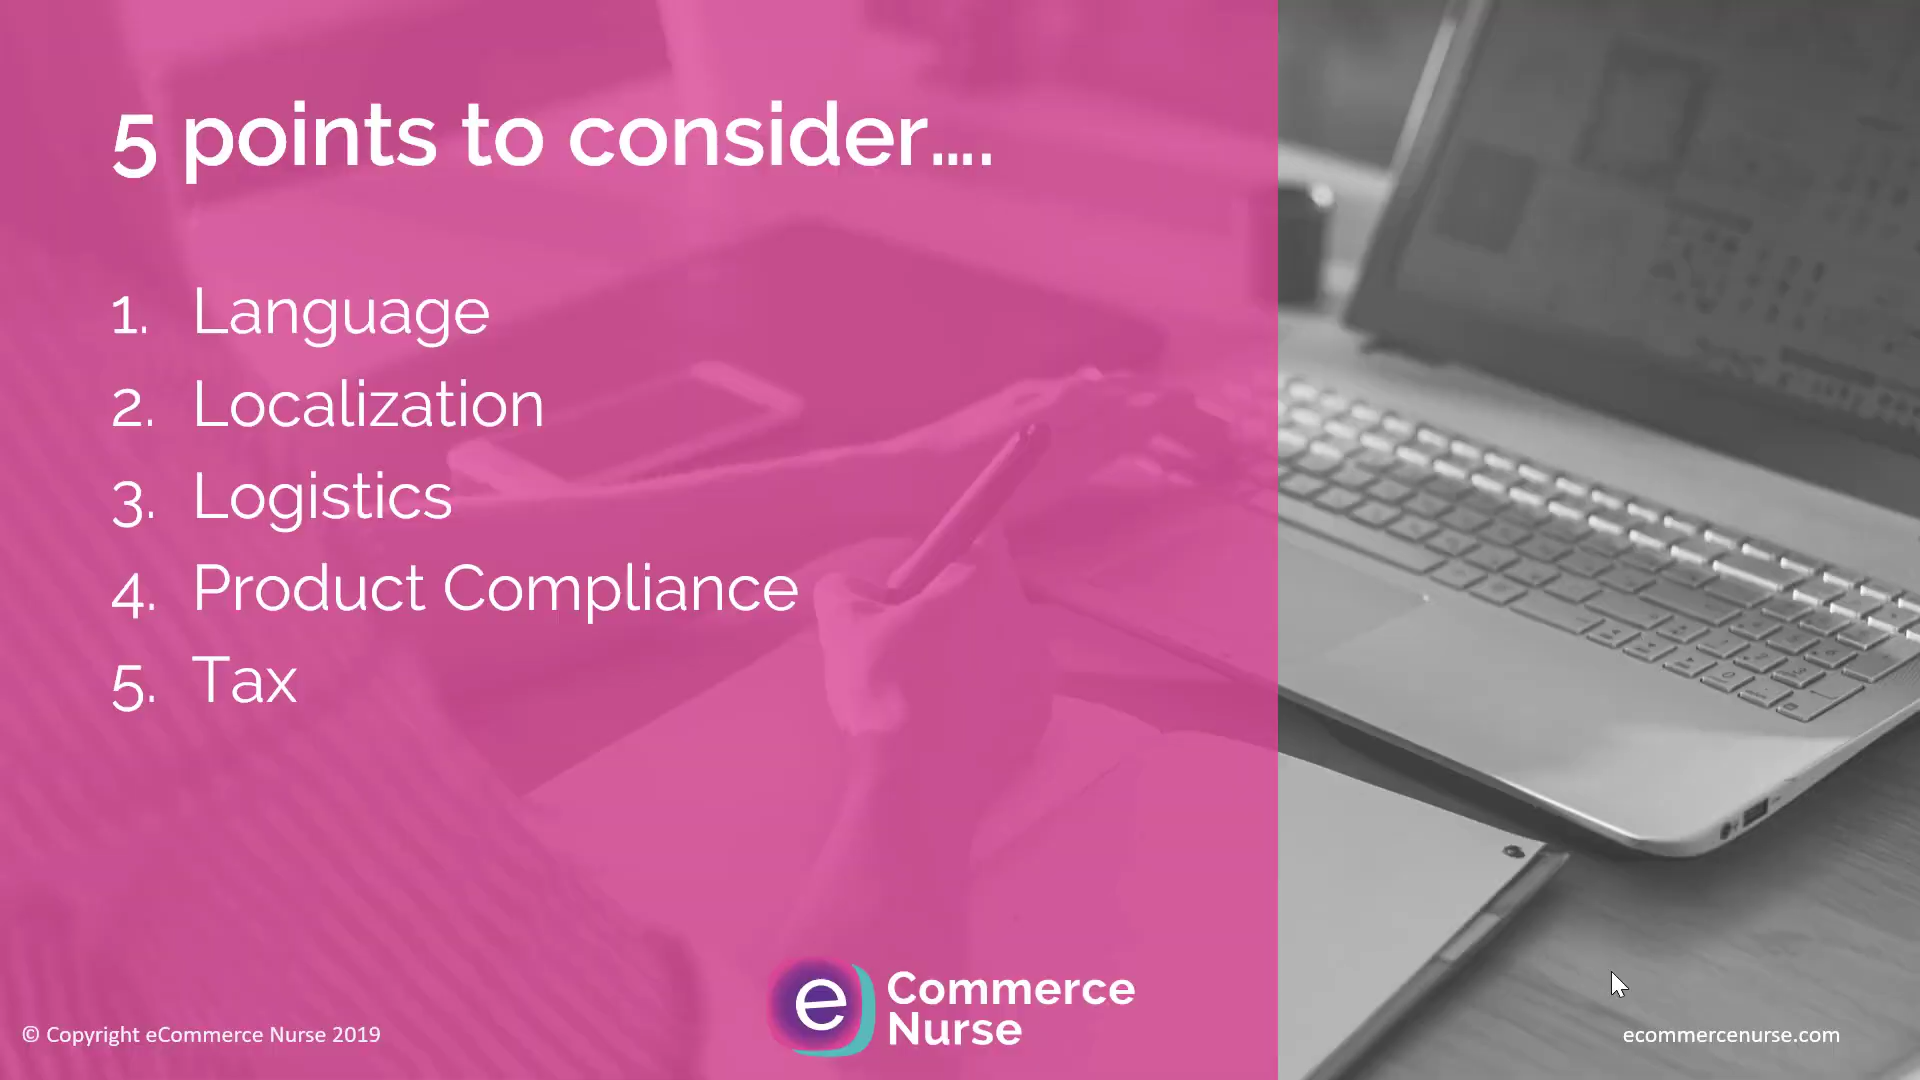 5 points to consider....
1. Language
2. Localization
3. Logistics
4. Product Compliance
5. Tax
e Commerce
Nurse
© Copyright eCommerce Nurse 2019
ecommercenurse.com